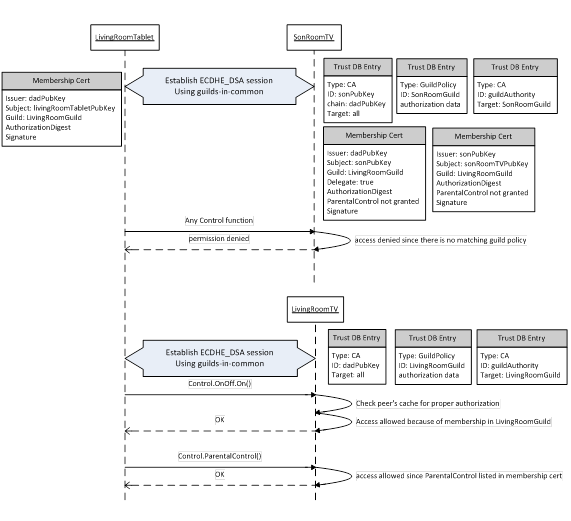 LivingRoomTablet
SonRoomTV
Membership Cert
Issuer: dadPubKey
Subject: livingRoomTabletPubKey
Guild: LivingRoomGuild
AuthorizationDigest
Signature
Establish ECDHE_DSA session
Using guilds-in-common
Trust DB Entry
Type: CA
ID: sonPubKey
chain: dadPubKey
Target: all
Trust DB Entry
Type: GuildPolicy
ID: SonRoomGuild
authorization data
Trust DB Entry
Type: CA
ID: guildAuthority
Target: SonRoomGuild
Membership Cert
Issuer: dadPubKey
Subject: sonPubKey
Guild: LivingRoomGuild
Delegate: true
AuthorizationDigest
ParentalControl not granted
Signature
Membership Cert
Issuer: sonPubKey
Subject: sonRoomTVPubKey
Guild: LivingRoomGuild
AuthorizationDigest
ParentalControl not granted
Signature
Any Control function
permission denied
access denied since there is no matching guild policy
LivingRoomTV
Establish ECDHE_DSA session
Using guilds-in-common
Trust DB Entry
Type: CA
ID: dadPubKey
Target: all
Trust DB Entry
Type: GuildPolicy
ID: LivingRoomGuild
authorization data
Trust DB Entry
Type: CA
ID: guildAuthority
Target: LivingRoomGuild
Control.OnOff.On()
Check peer's cache for proper authorization
OK
Access allowed because of membership in LivingRoomGuild
Control.ParentalControl()
OK
access allowed since ParentalControl listed in membership cert